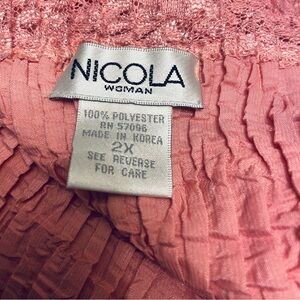 NICOLA
WOMAN
100% POLYESTER
RN 57096
MADE IN KOREA
2X
SEE REVERSE
FOR CARE